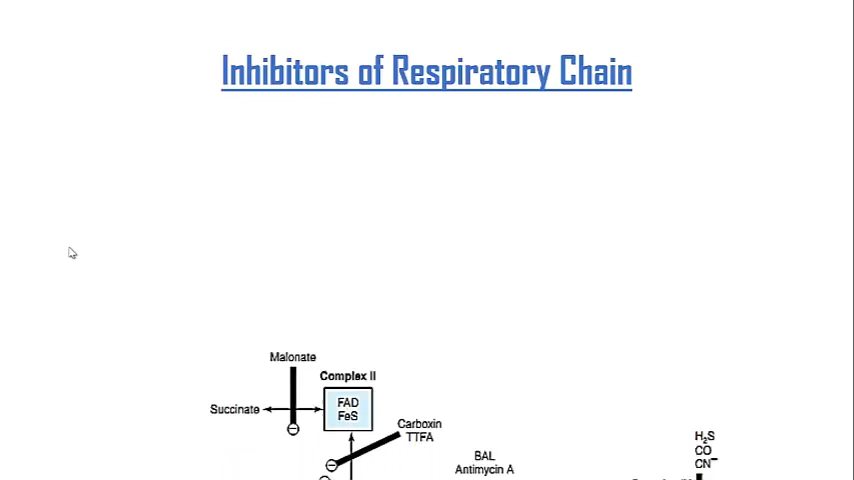 Inhibitors of Respiratory Chain
Malonate
Complex II
FAD
FeS
Succinate
Carboxin
TTFA
BAL
Antimycin A
H₂S
CO
CN⁻